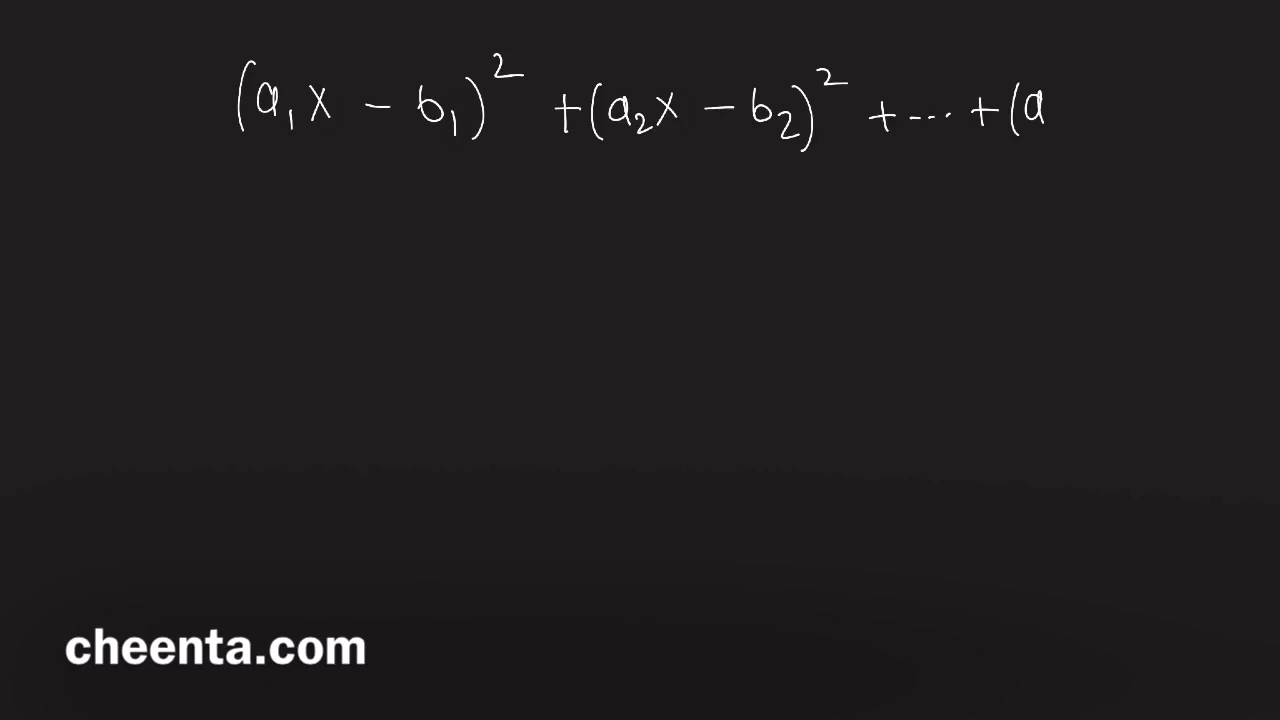 (a₁x - b₁)² + (a₂x - b₂)² + ... + (a
cheenta.com